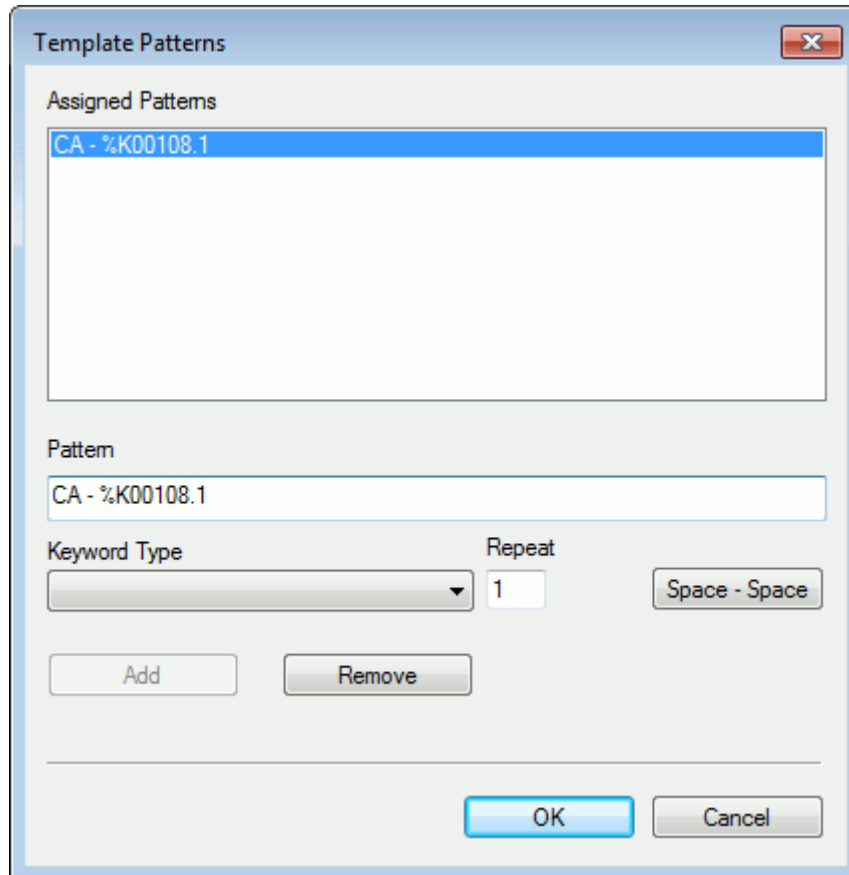 Template Patterns
Assigned Patterns
CA - %K00108.1
Pattern
CA - %K00108.1
Keyword Type
Repeat
1
Space - Space
Add
Remove
OK
Cancel